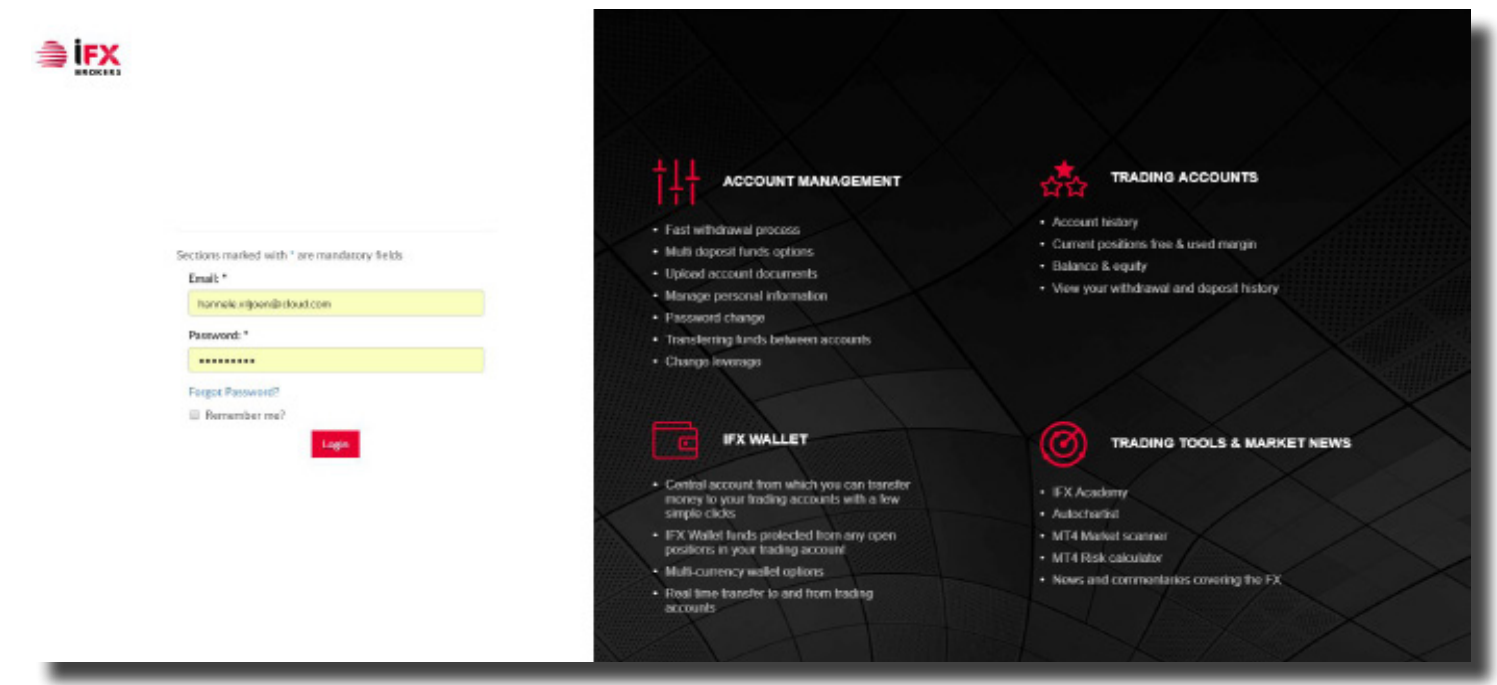 iFX
BROKERS
Sections marked with * are mandatory fields
Email: *
Password: *
•••••••••
Forgot Password?
Remember me?
Login
ACCOUNT MANAGEMENT
• Fast withdrawal process
• Multi deposit funds options
• Upload account documents
• Manage personal information
• Password change
• Transferring funds between accounts
• Change leverage
TRADING ACCOUNTS
• Account history
• Current positions free & used margin
• Balance & equity
• View your withdrawal and deposit history
IFX WALLET
• Central account from which you can transfer
money to your trading accounts with a few
simple clicks
• IFX Wallet funds protected from any open
positions in your trading account
• Multi-currency wallet options
• Real time transfer to and from trading
accounts
TRADING TOOLS & MARKET NEWS
• IFX Academy
• Autochartist
• MT4 Market scanner
• MT4 Risk calculator
• News and commentaries covering the FX